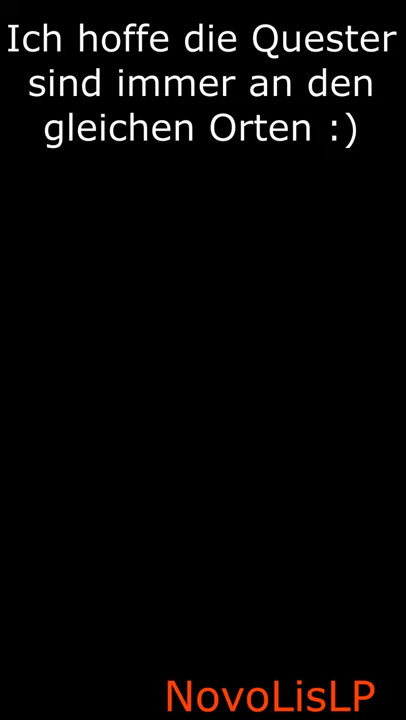 Ich hoffe die Quester
sind immer an den
gleichen Orten :)
NovoLisLP